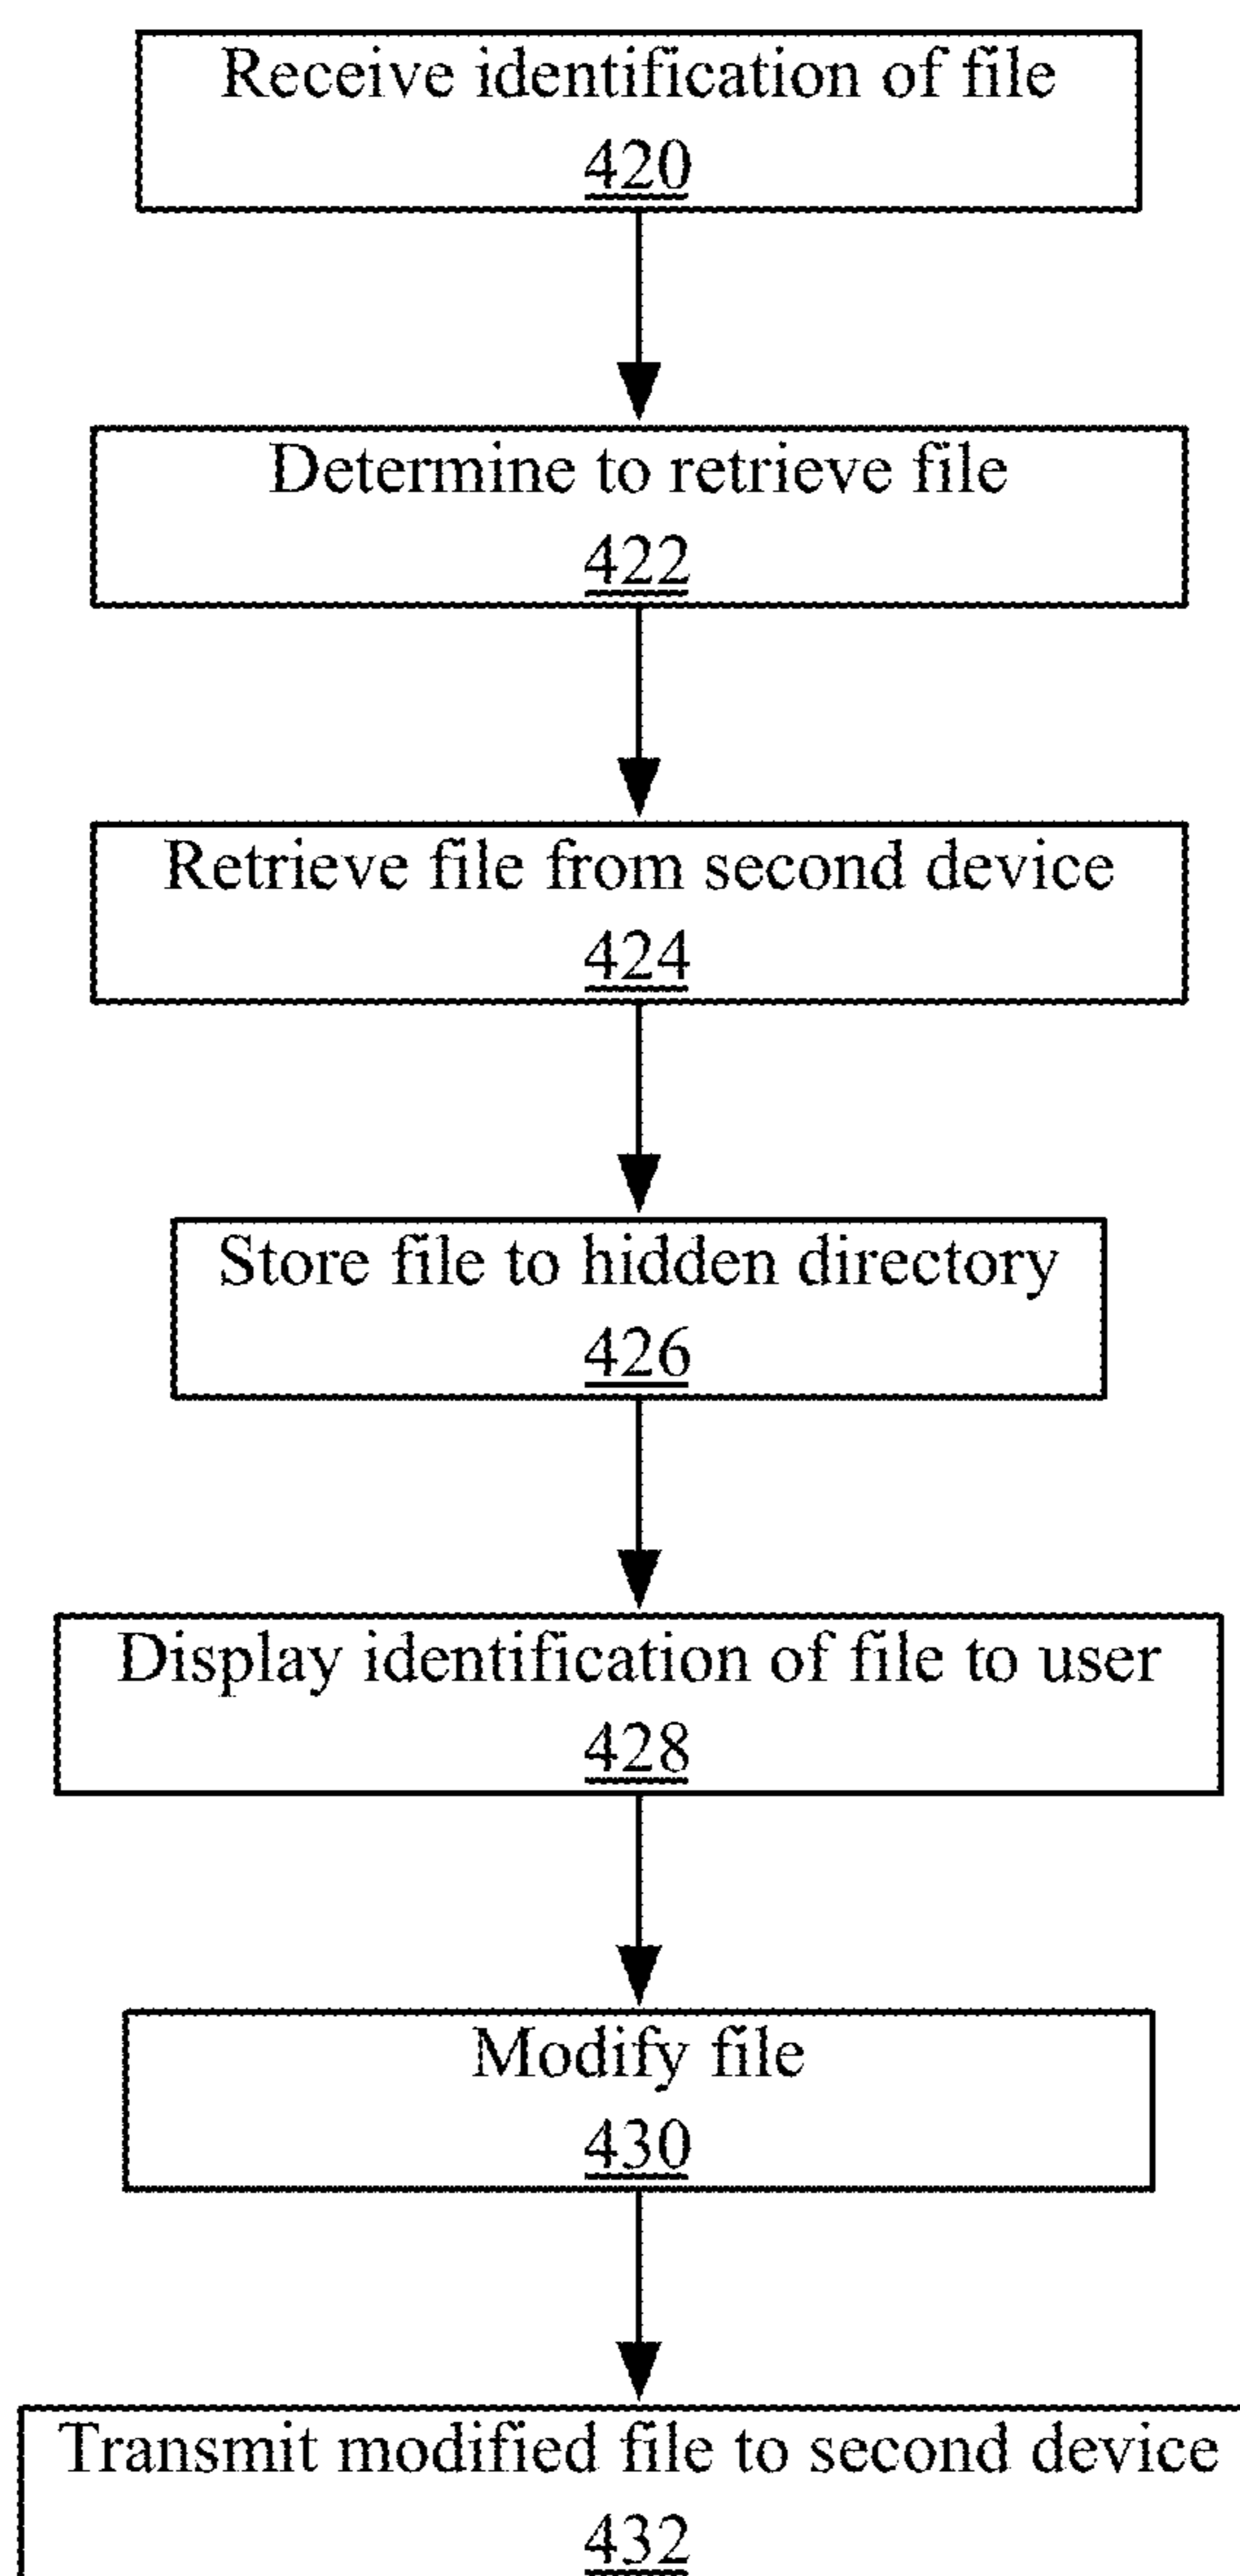 Receive identification of file
420
Determine to retrieve file
422
Retrieve file from second device
424
Store file to hidden directory
426
Display identification of file to user
428
Modify file
430
Transmit modified file to second device
432